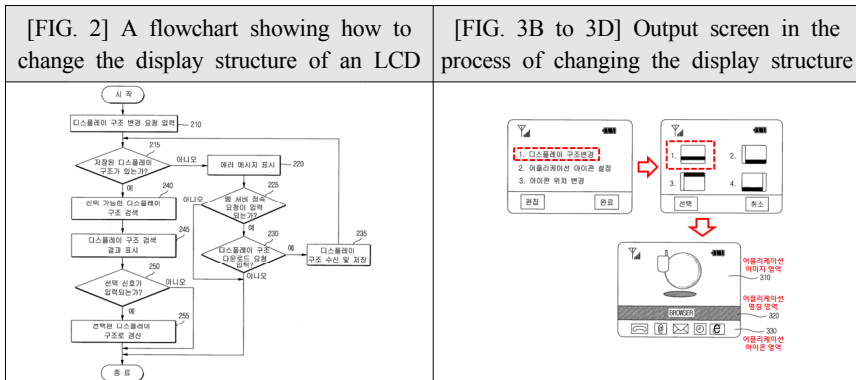 [FIG. 2] A flowchart showing how to
change the display structure of an LCD
[FIG. 3B to 3D] Output screen in the
process of changing the display structure
시 작
디스플레이 구조 변경 요청 입력
210
215
저장된 디스플레이
구조가 있는가?
아니오
에러 메시지 표시
220
예
240
선택 가능한 디스플레이
구조 검색
225
웹 서버 접속
요청이 입력
되는가?
아니오
예
245
디스플레이 구조 검색
결과 표시
230
디스플레이 구조
다운로드 요청
입력?
예
235
디스플레이
구조 수신 및 저장
아니오
250
선택 신호가
입력되는가?
아니오
예
255
선택된 디스플레이
구조로 갱신
종 료
1. 디스플레이 구조변경
2. 어플리케이션 아이콘 설정
3. 아이콘 위치 변경
편집
완료
1.
2.
3.
4.
선택
취소
어플리케이션
이미지 영역
310
어플리케이션
명칭 영역
BROWSER
320
@
e
330
어플리케이션
아이콘 영역